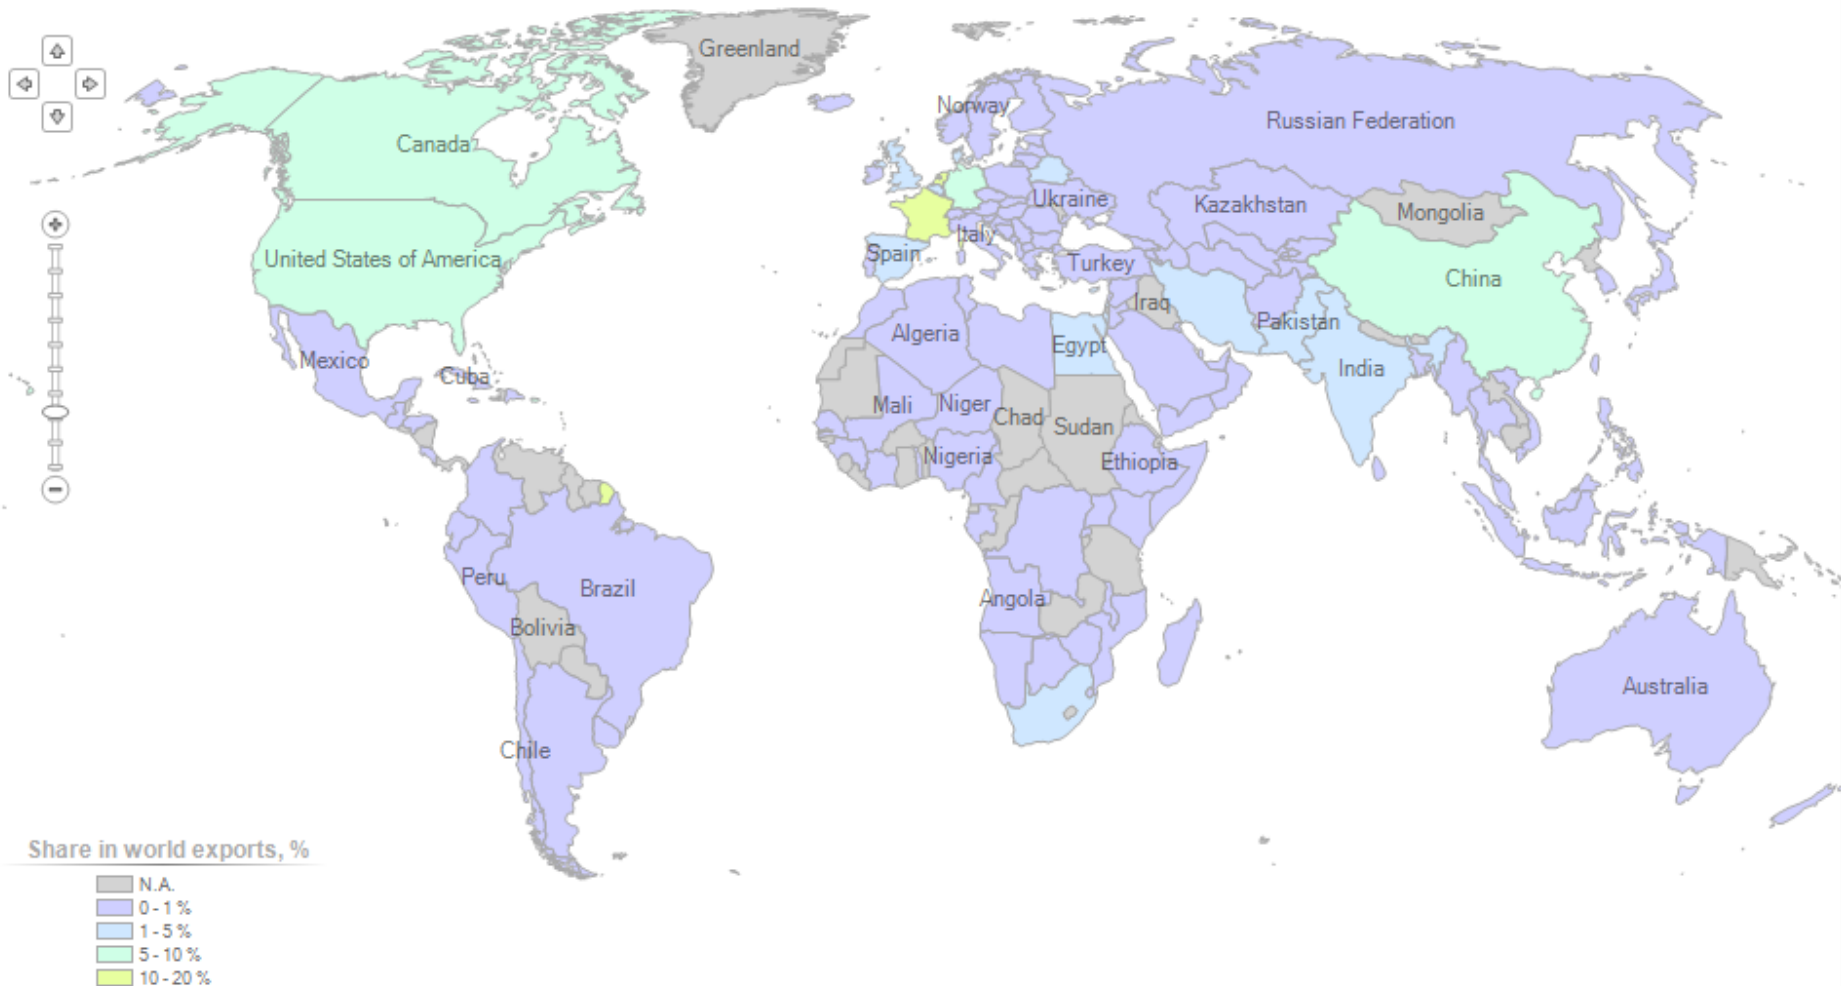 Greenland
Norway
Russian Federation
Canada
Ukraine
Kazakhstan
Mongolia
Italy
Spain
United States of America
Turkey
China
Iraq
Pakistan
Algeria
Egypt
Mexico
India
Cuba
Mali
Niger
Chad
Sudan
Nigeria
Ethiopia
Peru
Brazil
Angola
Bolivia
Australia
Chile
Share in world exports, %
N.A.
0 - 1 %
1 - 5 %
5 - 10 %
10 - 20 %